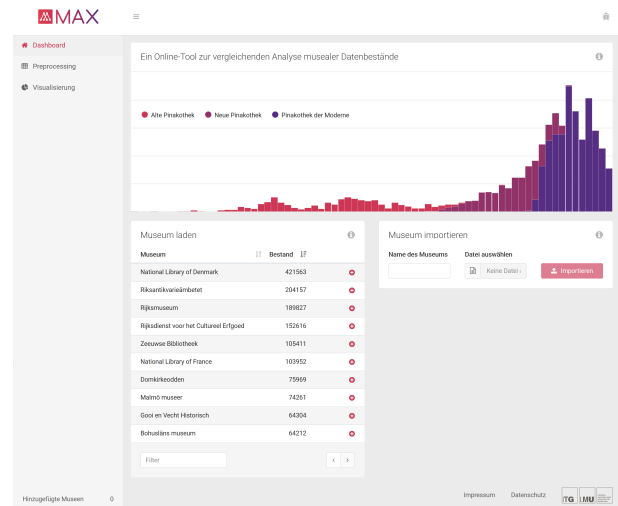 MAX
Dashboard
Preprocessing
Visualisierung
Ein Online-Tool zur vergleichenden Analyse musealer Datenbestände
Alte Pinakothek Neue Pinakothek Pinakothek der Moderne
Museum laden
Museum Bestand
National Library of Denmark 421563
Riksantikvarieämbetet 204157
Rijksmuseum 189827
Rijksdienst voor het Cultureel Erfgoed 152616
Zeeuwse Bibliotheek 105411
National Library of France 103952
Domkirkeodden 75969
Malmö museer 74261
Gooi en Vecht Historisch 64304
Bohusläns museum 64212
Filter
Museum importieren
Name des Museums Datei auswählen
Keine Datei
Importieren
Hinzugefügte Museen 0
Impressum Datenschutz
ITG LMU